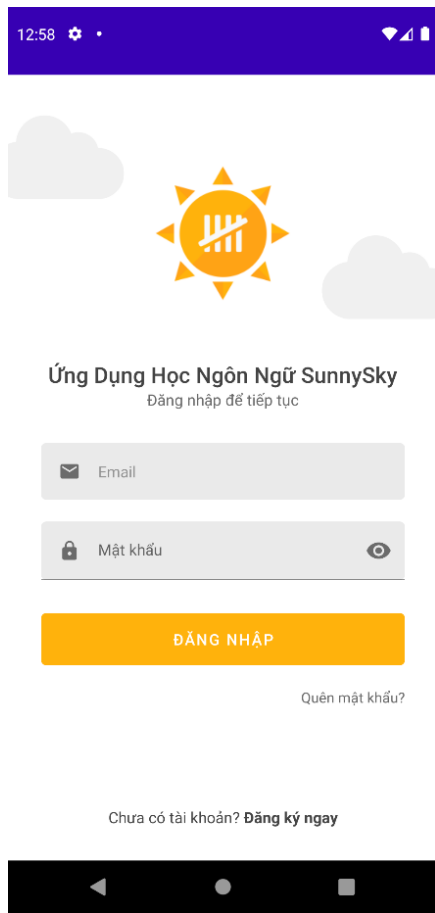 12:58
Ứng Dụng Học Ngôn Ngữ SunnySky
Đăng nhập để tiếp tục
Email
Mật khẩu
ĐĂNG NHẬP
Quên mật khẩu?
Chưa có tài khoản? Đăng ký ngay